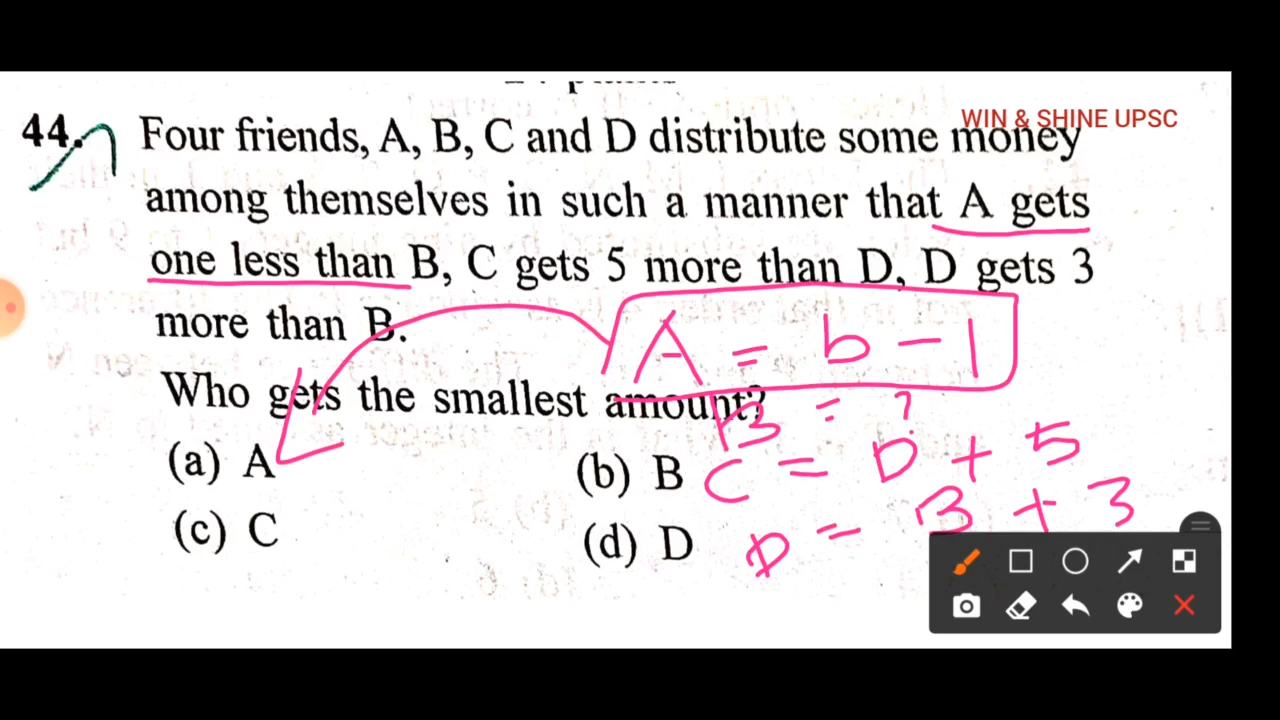 WIN & SHINE UPSC
44. Four friends, A, B, C and D distribute some money
among themselves in such a manner that A gets
one less than B, C gets 5 more than D, D gets 3
more than B.
A = b - 1
Who gets the smallest amount?
B = ?
(a) A
(b) B
C = D + 5
(c) C
(d) D
D = B + 3